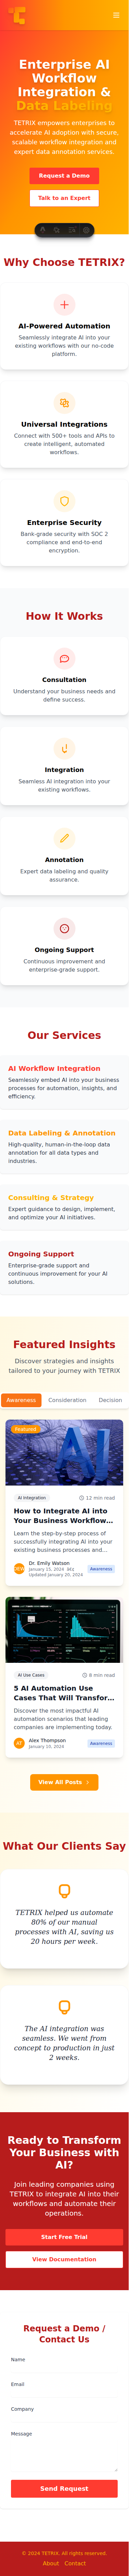 Enterprise AI
Workflow
Integration &
Data Labeling
TETRIX empowers enterprises to
accelerate AI adoption with secure,
scalable workflow integration and
expert data annotation services.
Request a Demo
Talk to an Expert
Why Choose TETRIX?
AI-Powered Automation
Seamlessly integrate AI into your
existing workflows with our no-code
platform.
Universal Integrations
Connect with 500+ tools and APIs to
create intelligent, automated
workflows.
Enterprise Security
Bank-grade security with SOC 2
compliance and end-to-end
encryption.
How It Works
Consultation
Understand your business needs and
define success.
Integration
Seamless AI integration into your
existing workflows.
Annotation
Expert data labeling and quality
assurance.
Ongoing Support
Continuous improvement and
enterprise-grade support.
Our Services
AI Workflow Integration
Seamlessly embed AI into your business
processes for automation, insights, and
efficiency.
Data Labeling & Annotation
High-quality, human-in-the-loop data
annotation for all data types and
industries.
Consulting & Strategy
Expert guidance to design, implement,
and optimize your AI initiatives.
Ongoing Support
Enterprise-grade support and
continuous improvement for your AI
solutions.
Featured Insights
Discover strategies and insights
tailored to your journey with TETRIX
Awareness Consideration Decision
Featured
AI
AI Integration 12 min read
How to Integrate AI into
Your Business Workflow...
Learn the step-by-step process of
successfully integrating AI into your
existing business processes and...
Dr. Emily Watson
January 15, 2024
Updated January 20, 2024
Awareness
AI Use Cases 8 min read
5 AI Automation Use
Cases That Will Transfor...
Discover the most impactful AI
automation scenarios that leading
companies are implementing today.
AT
Alex Thompson
January 10, 2024
Awareness
View All Posts
What Our Clients Say
TETRIX helped us automate
80% of our manual
processes with AI, saving us
20 hours per week.
The AI integration was
seamless. We went from
concept to production in just
2 weeks.
Ready to Transform
Your Business with
AI?
Join leading companies using
TETRIX to integrate AI into their
workflows and automate their
operations.
Start Free Trial
View Documentation
Request a Demo /
Contact Us
Name
Email
Company
Message
Send Request
© 2024 TETRIX. All rights reserved.
About Contact